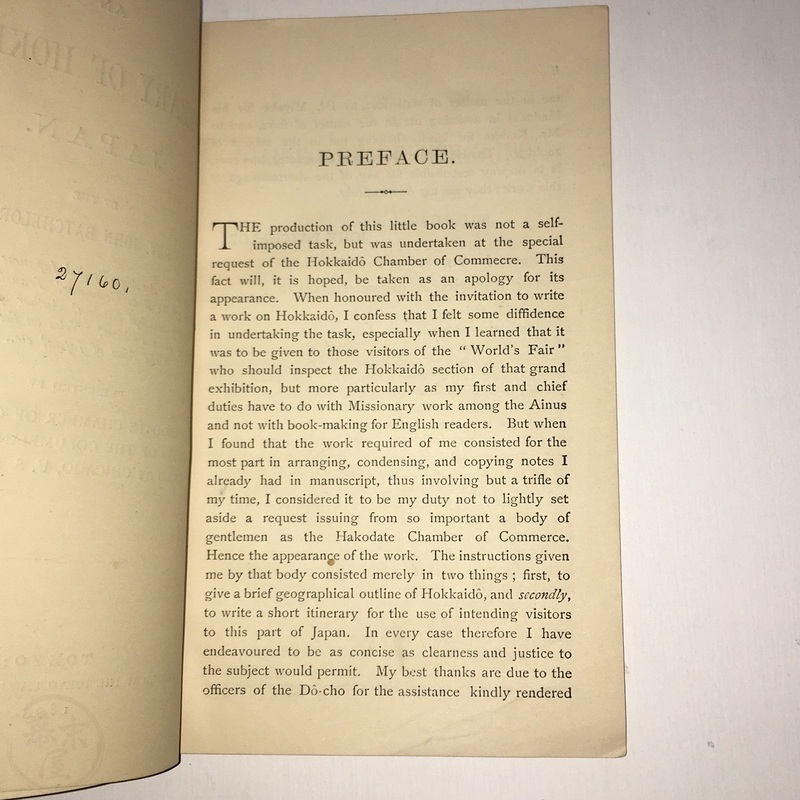 27160,
PREFACE.
THE production of this little book was not a self-
imposed task, but was undertaken at the special
request of the Hokkaidô Chamber of Commecre. This
fact will, it is hoped, be taken as an apology for its
appearance. When honoured with the invitation to write
a work on Hokkaidô, I confess that I felt some diffidence
in undertaking the task, especially when I learned that it
was to be given to those visitors of the “ World's Fair ”
who should inspect the Hokkaidô section of that grand
exhibition, but more particularly as my first and chief
duties have to do with Missionary work among the Ainus
and not with book-making for English readers. But when
I found that the work required of me consisted for the
most part in arranging, condensing, and copying notes I
already had in manuscript, thus involving but a trifle of
my time, I considered it to be my duty not to lightly set
aside a request issuing from so important a body of
gentlemen as the Hakodate Chamber of Commerce.
Hence the appearance of the work. The instructions given
me by that body consisted merely in two things ; first, to
give a brief geographical outline of Hokkaidô, and secondly,
to write a short itinerary for the use of intending visitors
to this part of Japan. In every case therefore I have
endeavoured to be as concise as clearness and justice to
the subject would permit. My best thanks are due to the
officers of the Dô-cho for the assistance kindly rendered